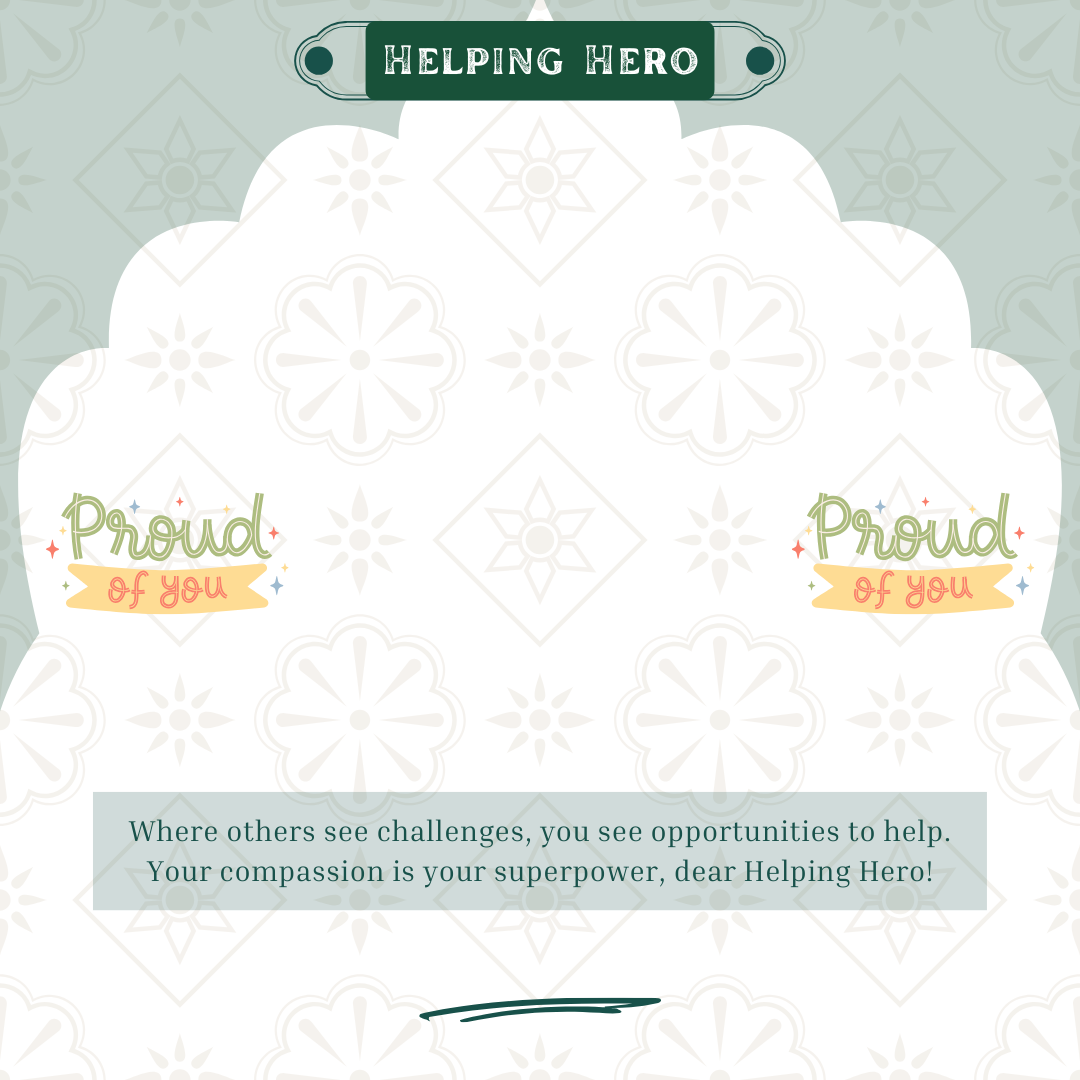 Helping Hero
Proud
of you
Proud
of you
Where others see challenges, you see opportunities to help.
Your compassion is your superpower, dear Helping Hero!